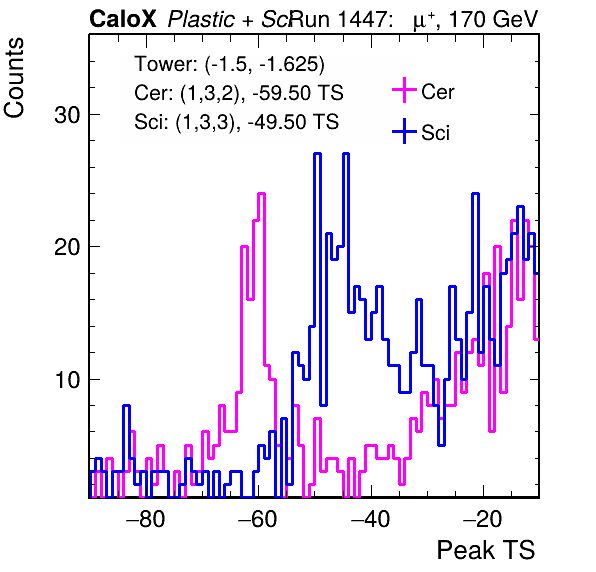 CaloX Plastic + SciRun 1447: μ⁺, 170 GeV
Counts
Tower: (-1.5, -1.625)
Cer: (1,3,2), -59.50 TS
Sci: (1,3,3), -49.50 TS
Cer
Sci
30
20
10
−80 −60 −40 −20
Peak TS